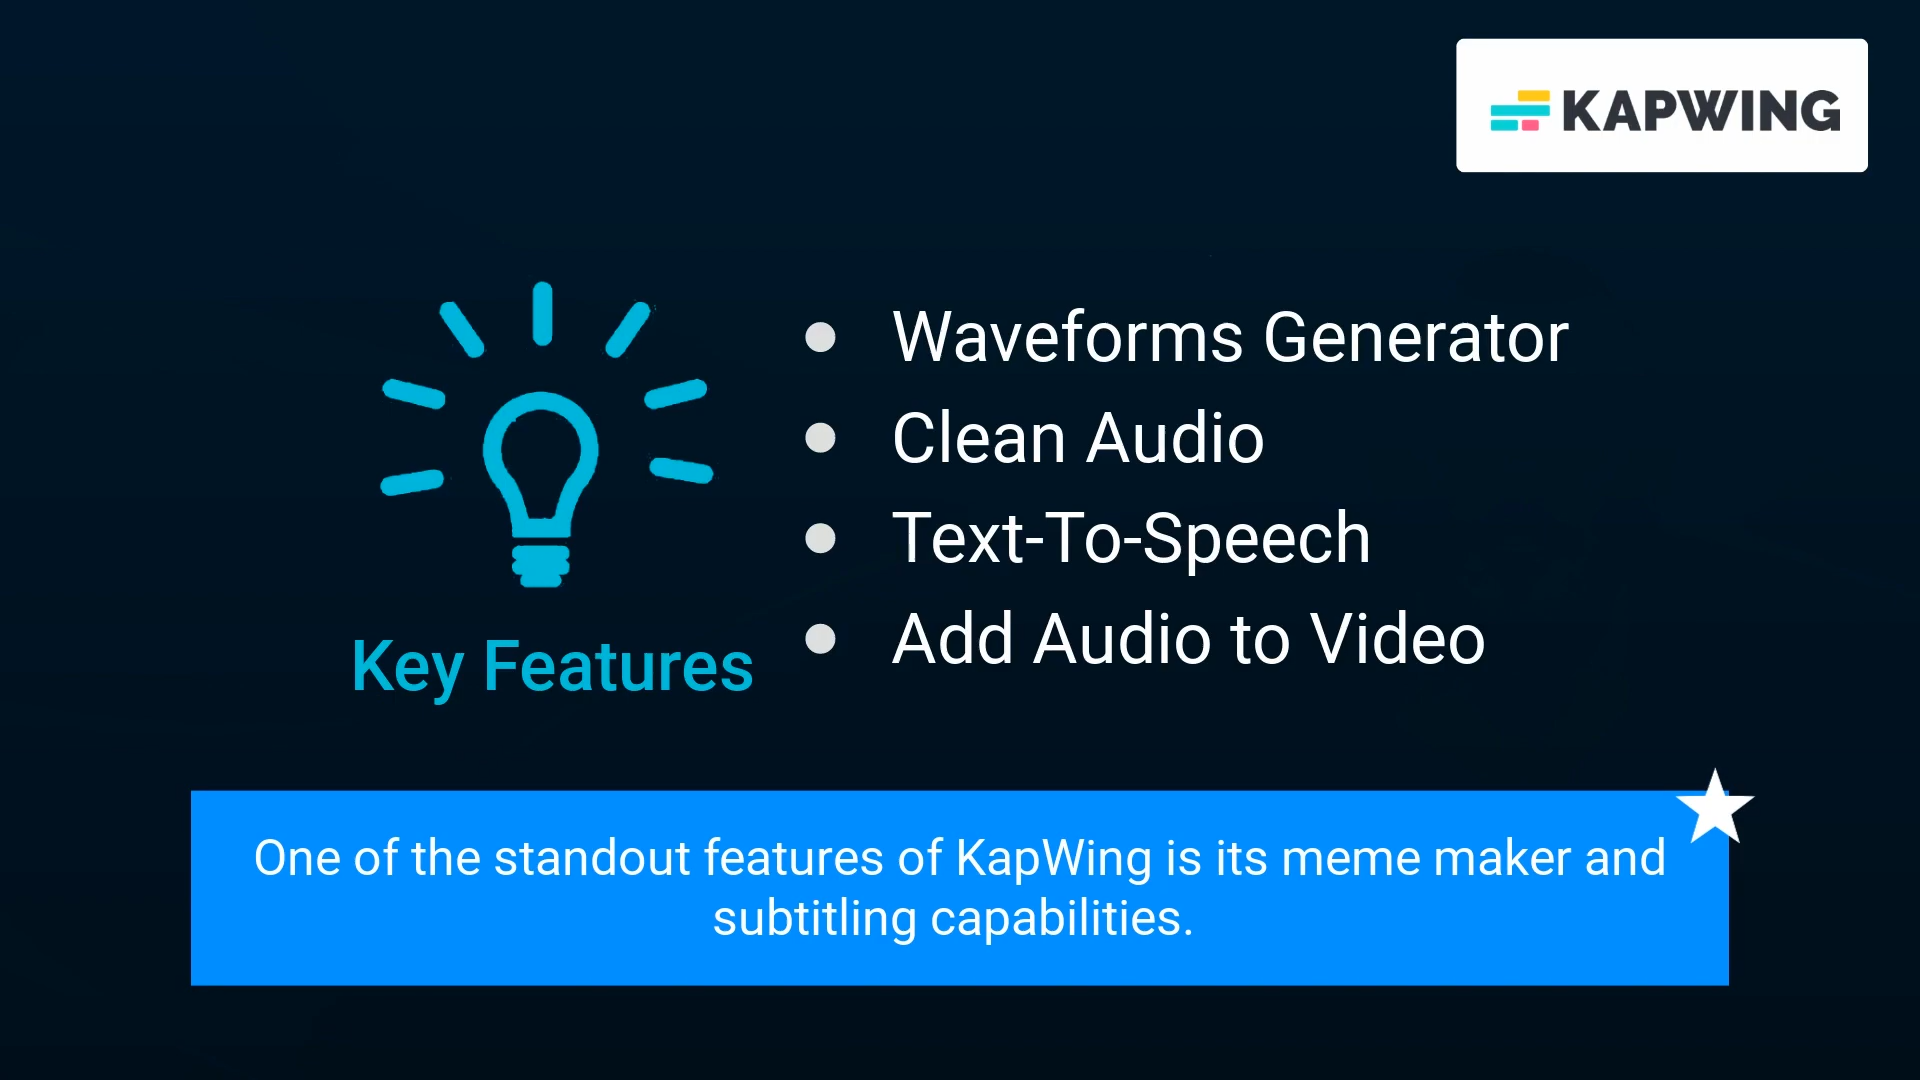 KAPWING
Waveforms Generator
Clean Audio
Text-To-Speech
Add Audio to Video
Key Features
One of the standout features of KapWing is its meme maker and
subtitling capabilities.